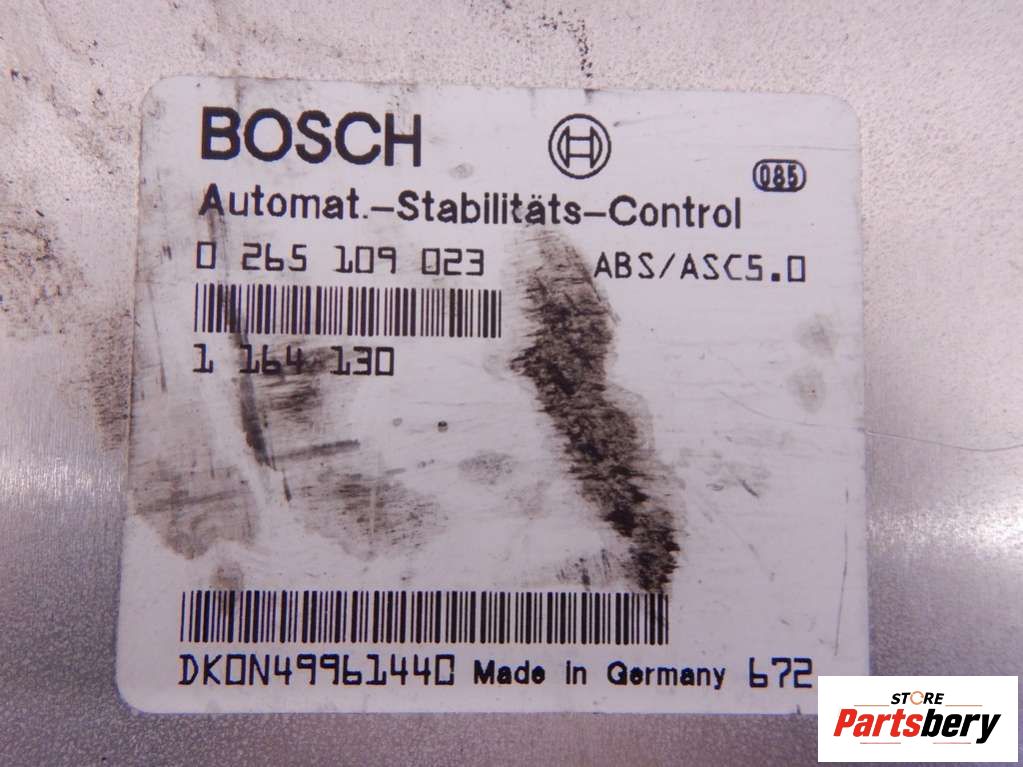 BOSCH
085
Automat.-Stabilitäts-Control
0 265 109 023 ABS/ASC5.0
1 164 130
DK0N49961440 Made in Germany 672
STORE
Partsbery